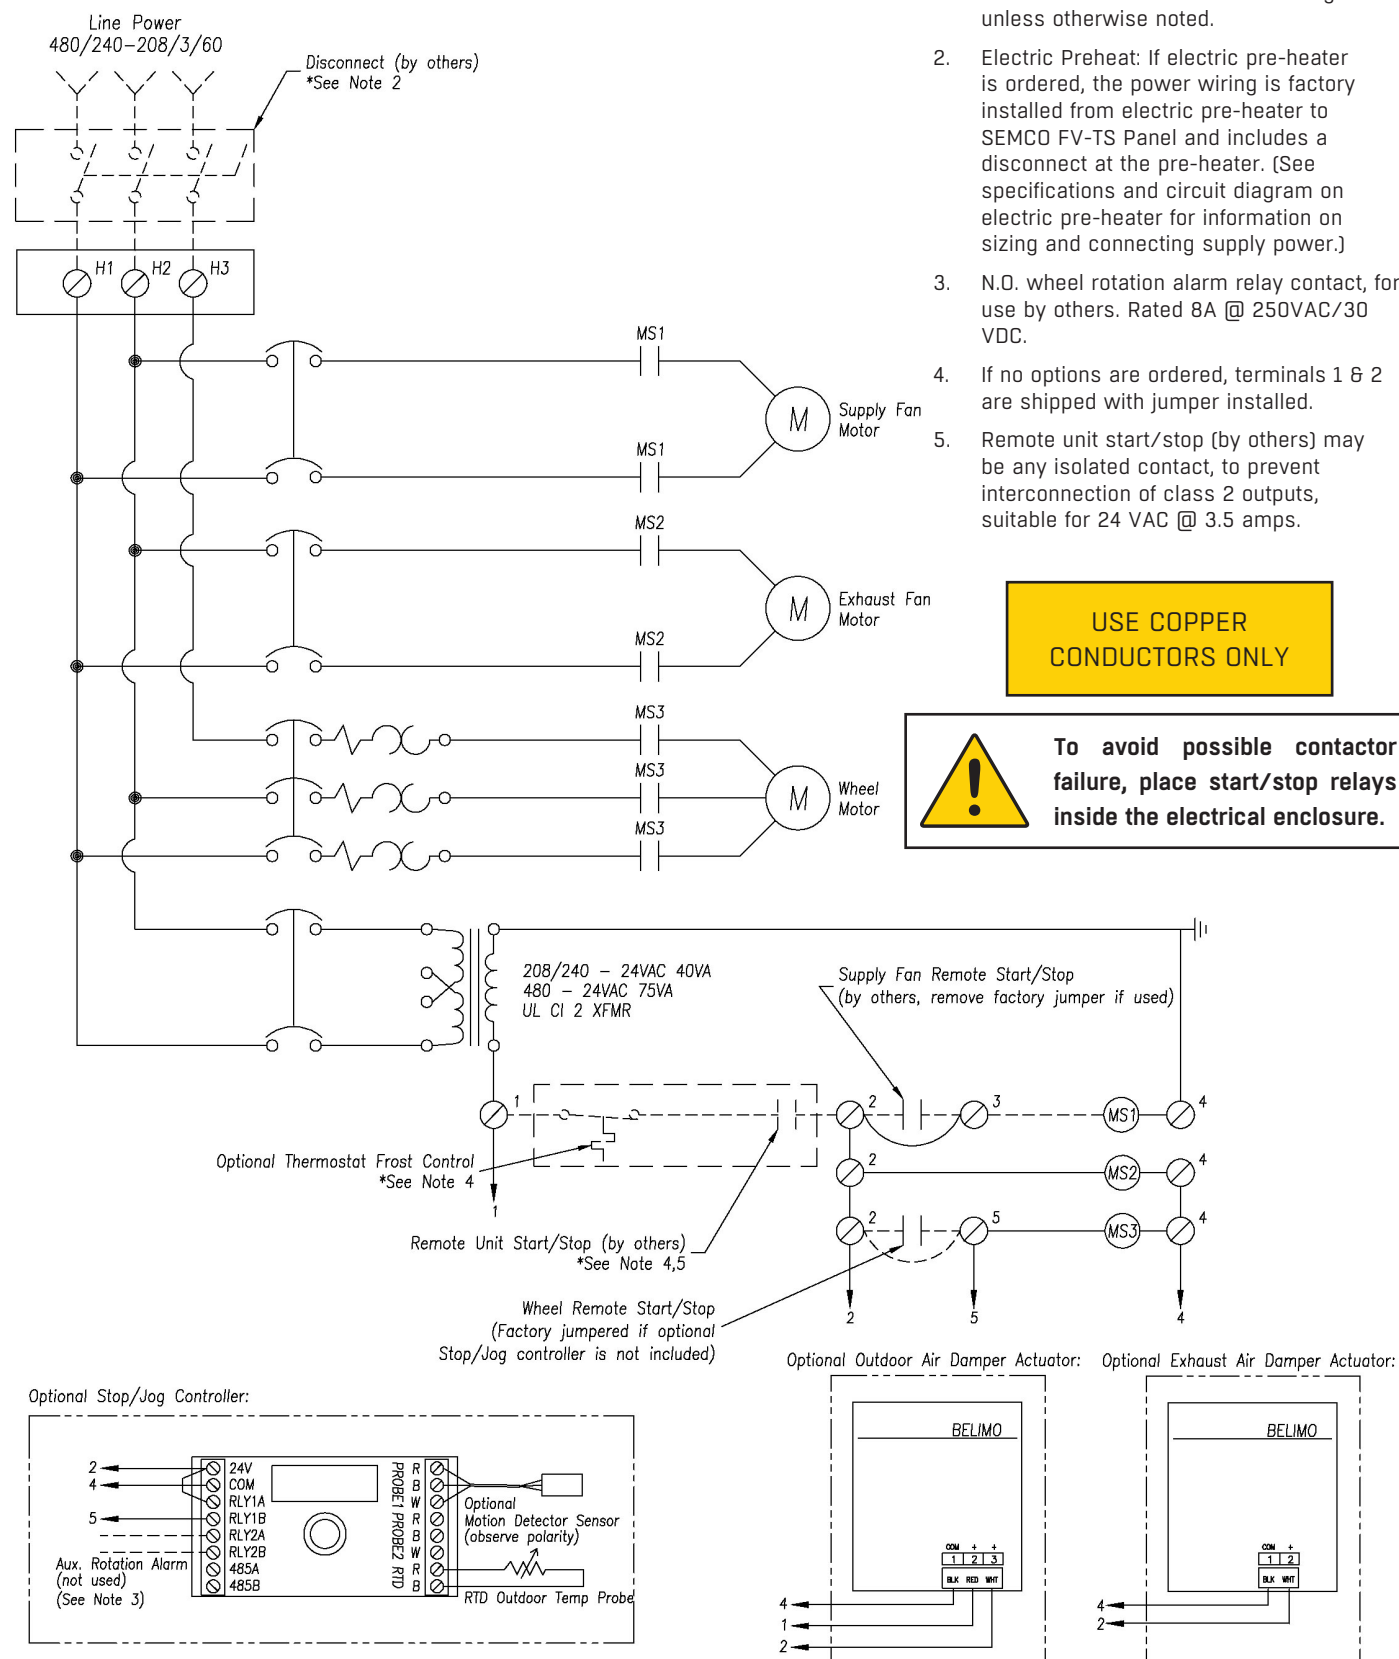 Line Power
480/240-208/3/60
Disconnect (by others)
*See Note 2
H1
H2
H3
unless otherwise noted.
2. Electric Preheat: If electric pre-heater
is ordered, the power wiring is factory
installed from electric pre-heater to
SEMCO FV-TS Panel and includes a
disconnect at the pre-heater. (See
specifications and circuit diagram on
electric pre-heater for information on
sizing and connecting supply power.)
3. N.O. wheel rotation alarm relay contact, for
use by others. Rated 8A @ 250VAC/30
VDC.
4. If no options are ordered, terminals 1 & 2
are shipped with jumper installed.
5. Remote unit start/stop (by others) may
be any isolated contact, to prevent
interconnection of class 2 outputs,
suitable for 24 VAC @ 3.5 amps.
USE COPPER
CONDUCTORS ONLY
To avoid possible contactor
failure, place start/stop relays
inside the electrical enclosure.
MS1
M
Supply Fan
Motor
MS1
MS2
M
Exhaust Fan
Motor
MS2
MS3
MS3
M
Wheel
Motor
MS3
208/240 - 24VAC 40VA
480 - 24VAC 75VA
UL Cl 2 XFMR
Supply Fan Remote Start/Stop
(by others, remove factory jumper if used)
1
2
3
MS1
4
Optional Thermostat Frost Control
*See Note 4
1
2
MS2
4
Remote Unit Start/Stop (by others)
*See Note 4,5
2
5
MS3
4
Wheel Remote Start/Stop
(Factory jumpered if optional
Stop/Jog controller is not included)
2
5
4
Optional Stop/Jog Controller:
2
4
5
24V
COM
RLY1A
RLY1B
RLY2A
RLY2B
485A
485B
Aux. Rotation Alarm
(not used)
(See Note 3)
PROBE1
PROBE2
RTD
R
B
W
R
B
W
R
B
Optional
Motion Detector Sensor
(observe polarity)
RTD Outdoor Temp Probe
Optional Outdoor Air Damper Actuator:
BELIMO
COM + +
1 2 3
BLK RED WHT
4
1
2
Optional Exhaust Air Damper Actuator:
BELIMO
COM +
1 2
BLK WHT
4
2